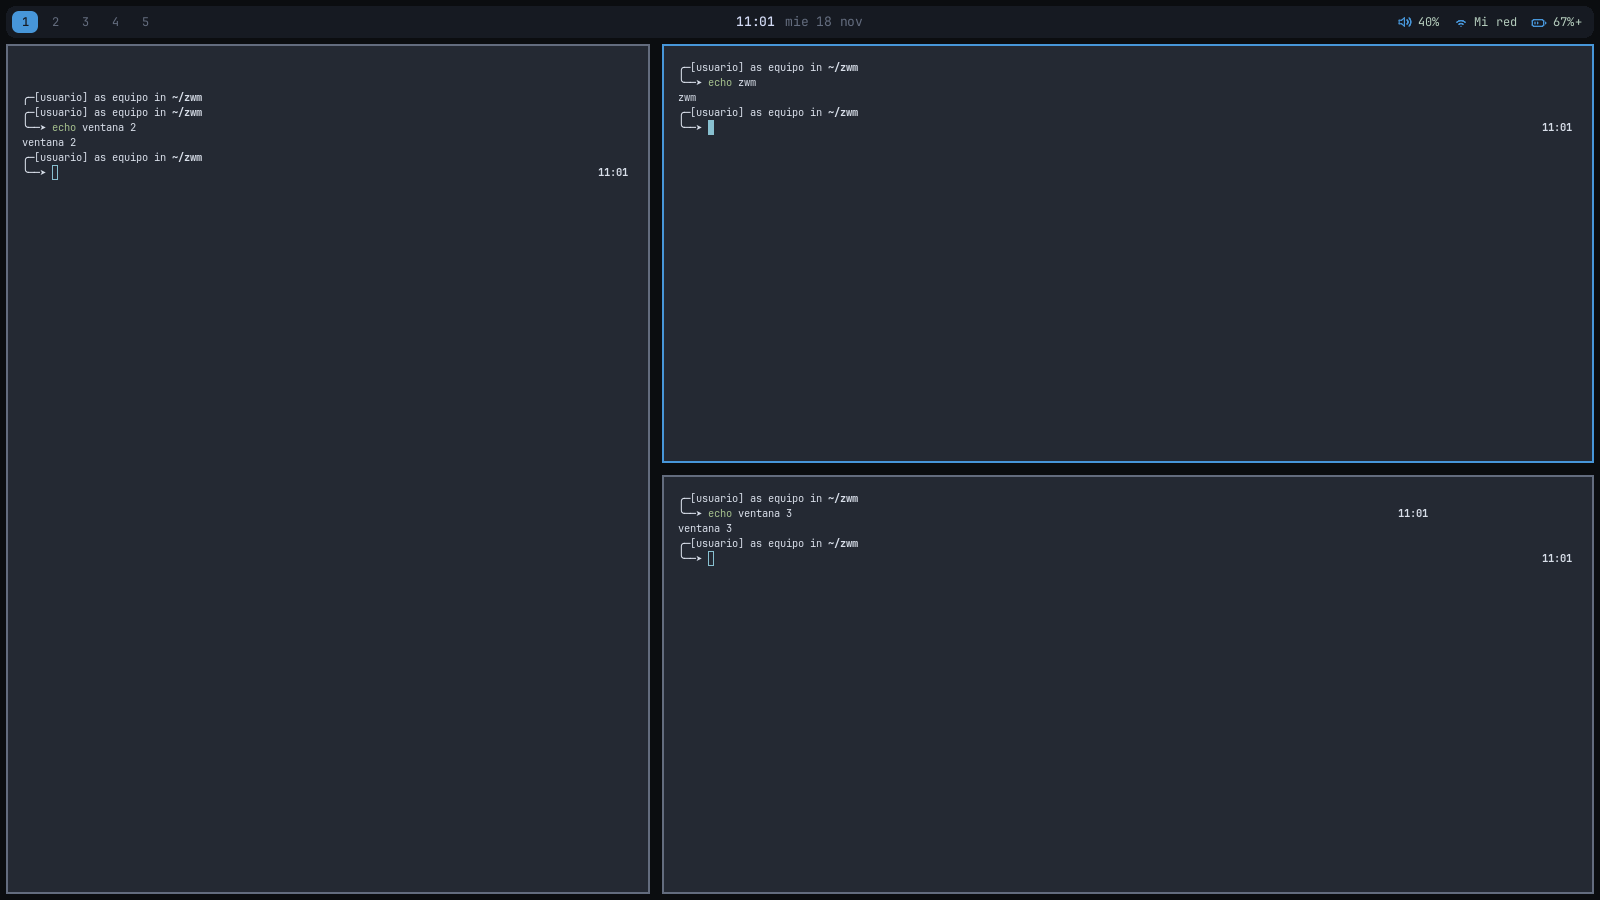 1 2 3 4 5 11:01 mie 18 nov 40% Mi red 67%+
[usuario] as equipo in ~/zwm
[usuario] as equipo in ~/zwm
echo ventana 2
ventana 2
[usuario] as equipo in ~/zwm
11:01
[usuario] as equipo in ~/zwm
echo zwm
zwm
[usuario] as equipo in ~/zwm
11:01
[usuario] as equipo in ~/zwm
echo ventana 3 11:01
ventana 3
[usuario] as equipo in ~/zwm
11:01